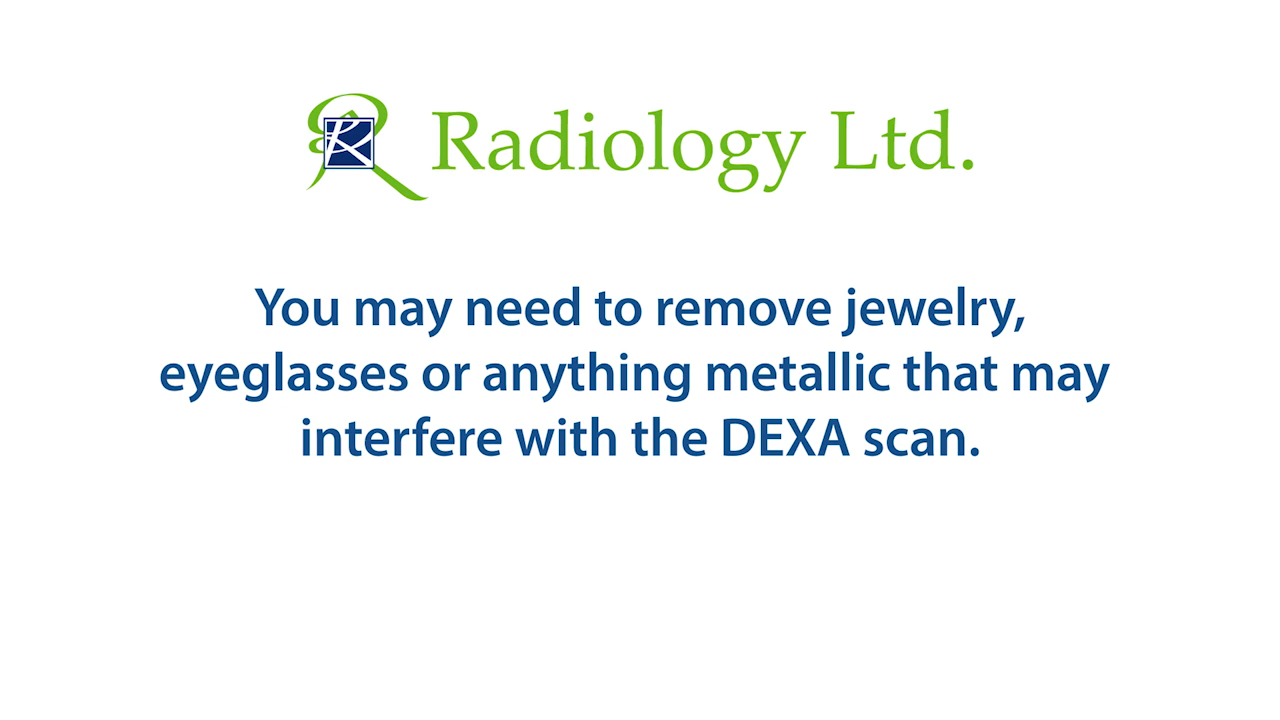 Radiology Ltd.
You may need to remove jewelry,
eyeglasses or anything metallic that may
interfere with the DEXA scan.